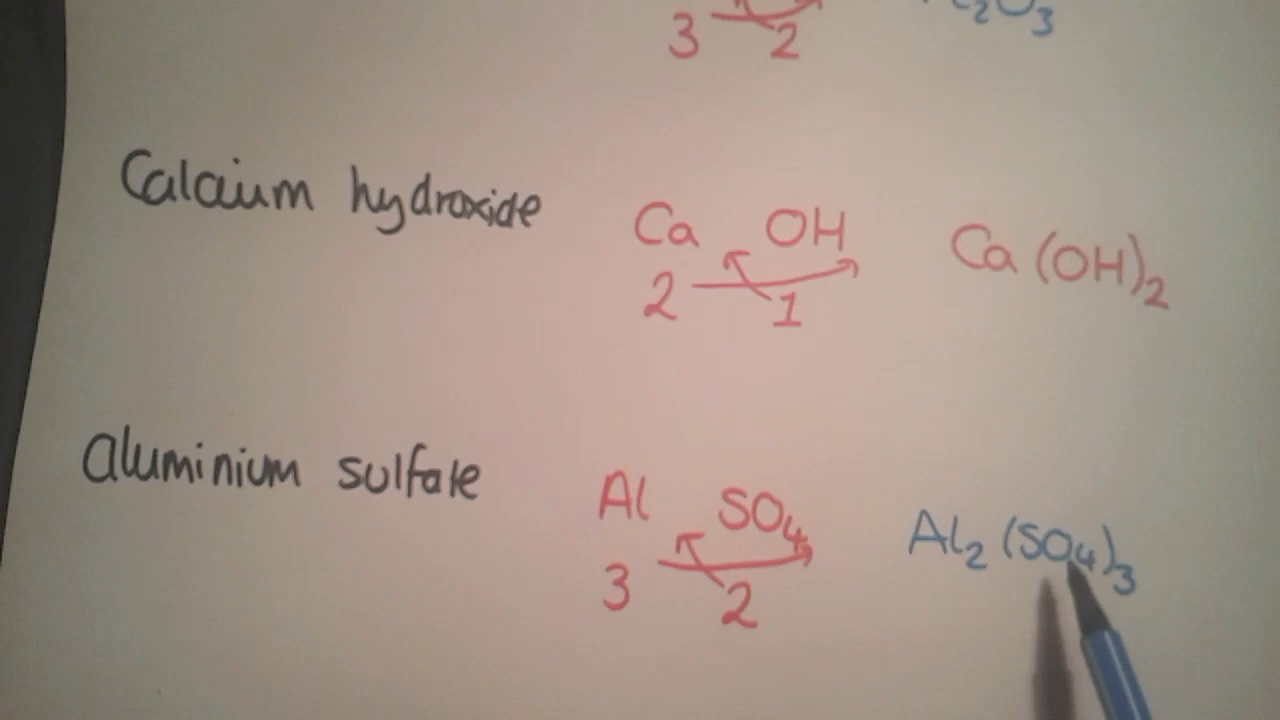 3 2 2O3
Calcium hydroxide Ca OH Ca (OH)2
2 1
aluminium sulfate Al SO4 Al2 (SO4)3
3 2